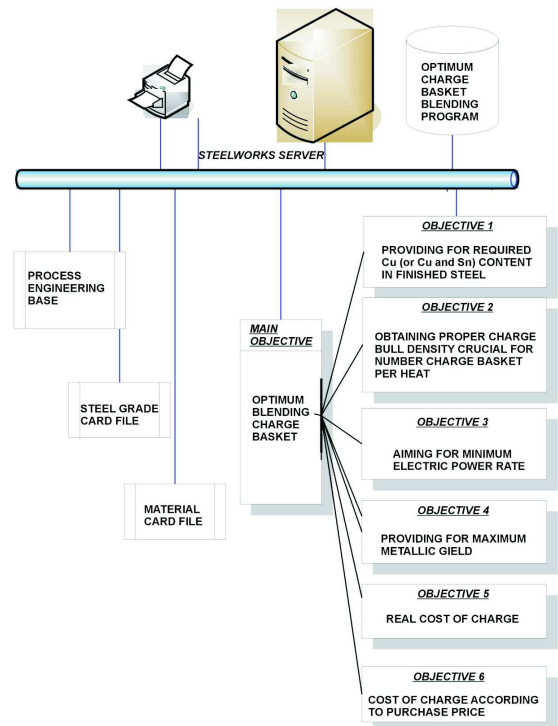 OPTIMUM
CHARGE
BASKET
BLENDING
PROGRAM
STEELWORKS SERVER
PROCESS
ENGINEERING
BASE
STEEL GRADE
CARD FILE
MATERIAL
CARD FILE
MAIN
OBJECTIVE
OPTIMUM
BLENDING
CHARGE
BASKET
OBJECTIVE 1
PROVIDING FOR REQUIRED
Cu (or Cu and Sn) CONTENT
IN FINISHED STEEL
OBJECTIVE 2
OBTAINING PROPER CHARGE
BULL DENSITY CRUCIAL FOR
NUMBER CHARGE BASKET
PER HEAT
OBJECTIVE 3
AIMING FOR MINIMUM
ELECTRIC POWER RATE
OBJECTIVE 4
PROVIDING FOR MAXIMUM
METALLIC GIELD
OBJECTIVE 5
REAL COST OF CHARGE
OBJECTIVE 6
COST OF CHARGE ACCORDING
TO PURCHASE PRICE